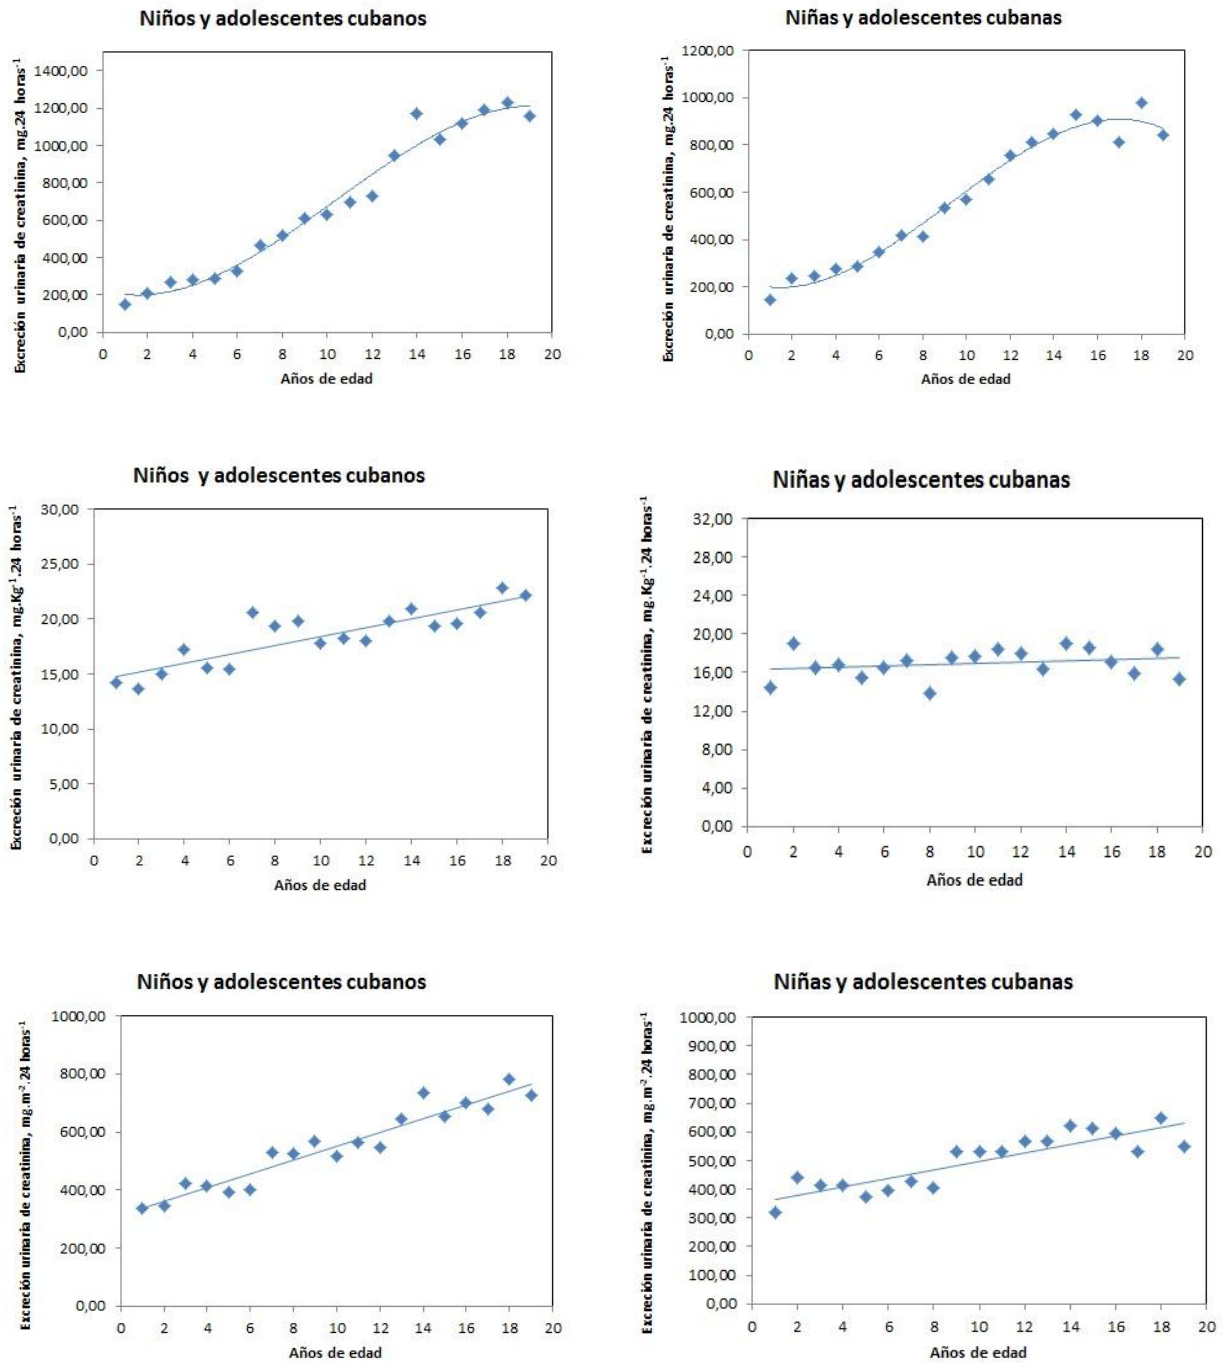 Niños y adolescentes cubanos
Excreción urinaria de creatinina, mg.24 horas-1
1400,00
1200,00
1000,00
800,00
600,00
400,00
200,00
0,00
0 2 4 6 8 10 12 14 16 18 20
Años de edad
Niñas y adolescentes cubanas
Excreción urinaria de creatinina, mg.24 horas-1
1200,00
1000,00
800,00
600,00
400,00
200,00
0,00
0 2 4 6 8 10 12 14 16 18 20
Años de edad
Niños y adolescentes cubanos
Excreción urinaria de creatinina, mg.Kg-1.24 horas-1
30,00
25,00
20,00
15,00
10,00
5,00
0,00
0 2 4 6 8 10 12 14 16 18 20
Años de edad
Niñas y adolescentes cubanas
Excreción urinaria de creatinina, mg.Kg-1.24 horas-1
32,00
28,00
24,00
20,00
16,00
12,00
8,00
4,00
0,00
0 2 4 6 8 10 12 14 16 18 20
Años de edad
Niños y adolescentes cubanos
Excreción urinaria de creatinina, mg.m-2.24 horas-1
1000,00
800,00
600,00
400,00
200,00
0,00
0 2 4 6 8 10 12 14 16 18 20
Años de edad
Niñas y adolescentes cubanas
Excreción urinaria de creatinina, mg.m-2.24 horas-1
1000,00
900,00
800,00
700,00
600,00
500,00
400,00
300,00
200,00
100,00
0,00
0 2 4 6 8 10 12 14 16 18 20
Años de edad